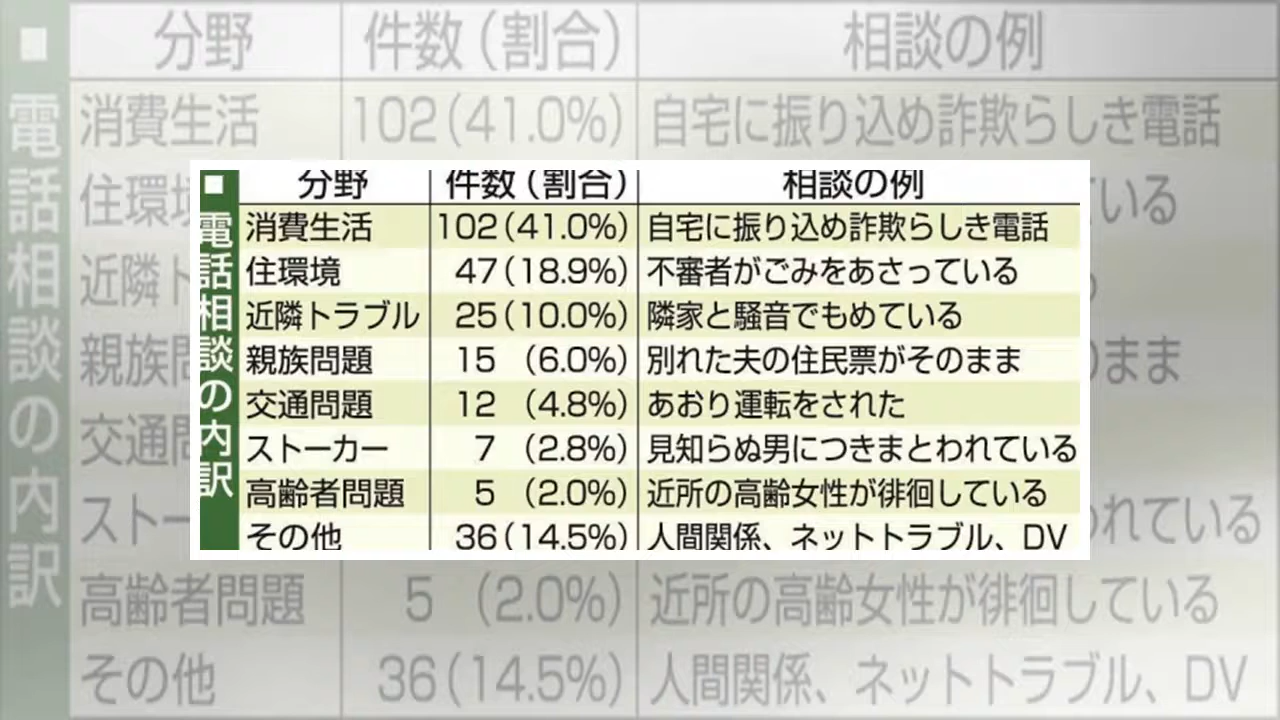 ■電話相談の内訳
分野 件数(割合) 相談の例
消費生活 102(41.0%) 自宅に振り込め詐欺らしき電話
住環境 47(18.9%) 不審者がごみをあさっている
近隣トラブル 25(10.0%) 隣家と騒音でもめている
親族問題 15 (6.0%) 別れた夫の住民票がそのまま
交通問題 12 (4.8%) あおり運転をされた
ストーカー 7 (2.8%) 見知らぬ男につきまとわれている
高齢者問題 5 (2.0%) 近所の高齢女性が徘徊している
その他 36(14.5%) 人間関係、ネットトラブル、DV